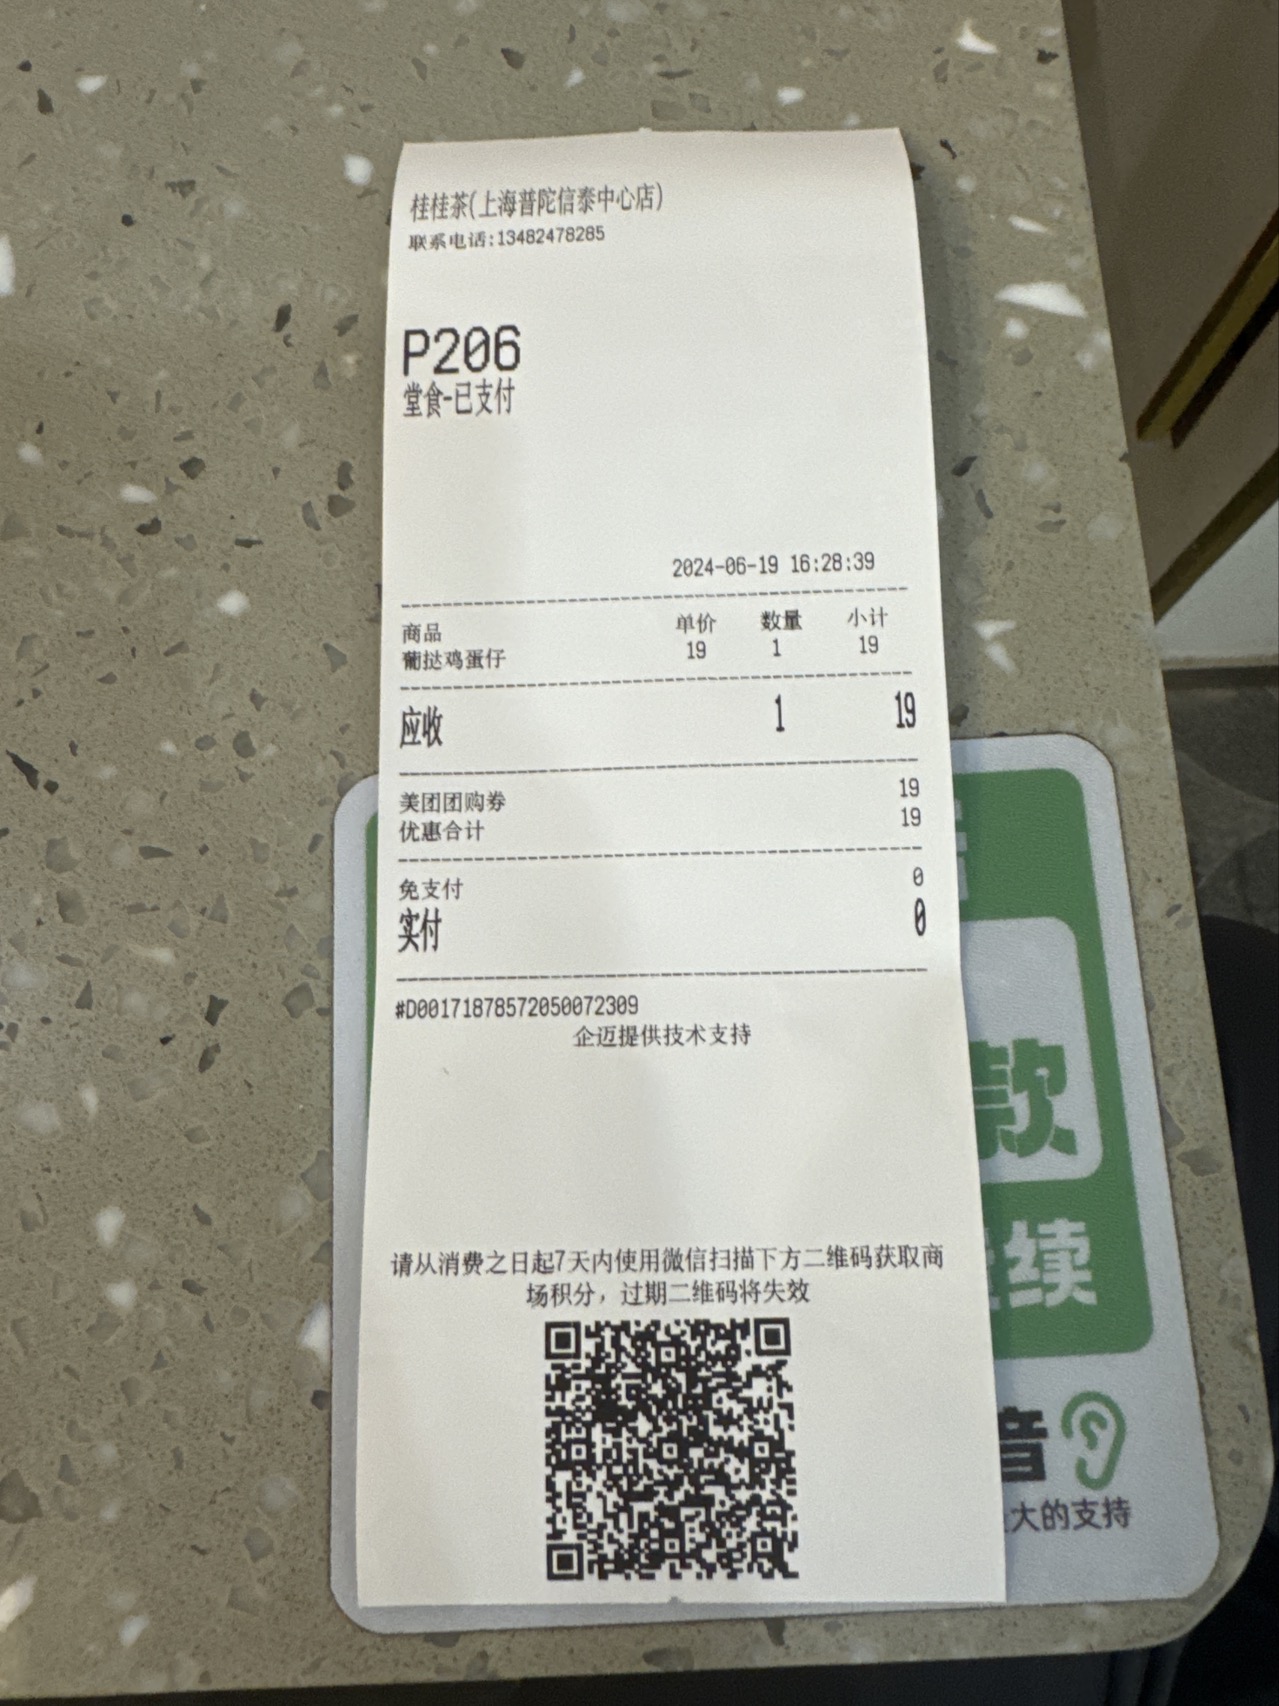 桂桂茶(上海普陀信泰中心店)
联系电话:13482478285
P206
堂食-已支付
2024-06-19 16:28:39
商品 单价 数量 小计
葡挞鸡蛋仔 19 1 19
应收 1 19
美团团购券 19
优惠合计 19
免支付 0
实付 0
#D00171878572050072309
企迈提供技术支持
请从消费之日起7天内使用微信扫描下方二维码获取商
场积分，过期二维码将失效
款
续
音
大的支持